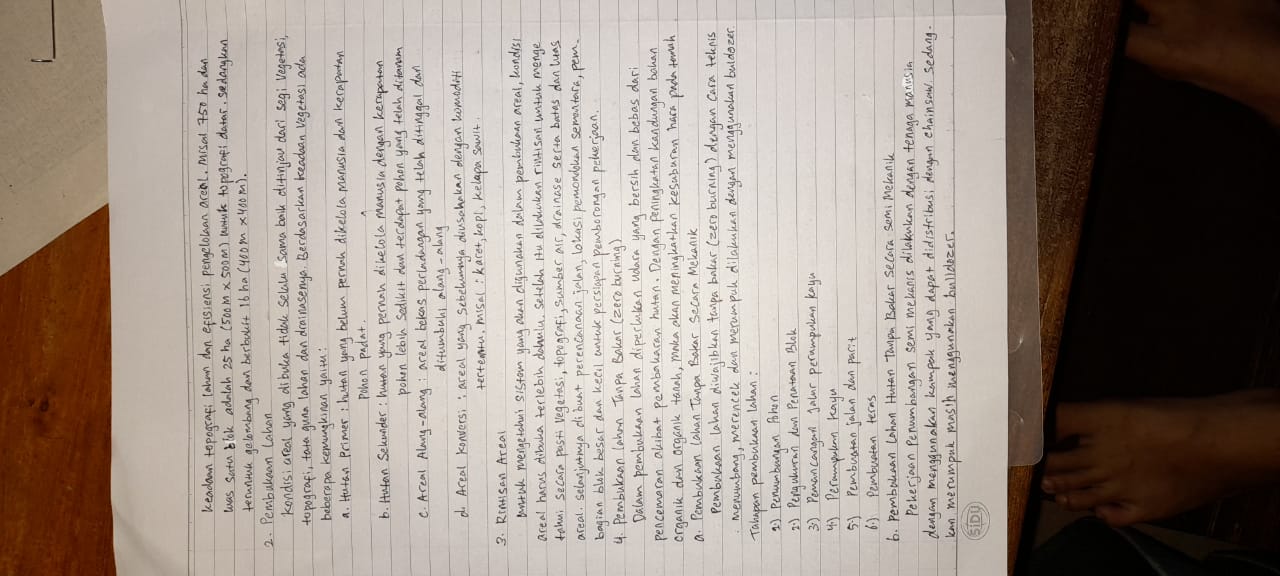 keadaan topografi lahan dan efisiensi pengelolaan areal. Misal 750 ha dan
luas satu blok adalah 25 ha (500 M x 500 M) untuk topografi datar. sedangkan
teruntuk gelombang dan berbukit 16 ha (400 M x 400 M).
2. Pembukaan Lahan
Kondisi areal yang dibuka tidak selalu sama baik ditinjau dari segi vegetasi,
topografi, tata guna lahan dan drainasenya. Berdasarkan keadaan vegetasi ada
beberapa kemungkinan yaitu:
a. Hutan Primer : hutan yang belum pernah dikelola manusia dan kerapatan
pohon padat.
b. Hutan Sekunder : hutan yang pernah dikelola manusia dengan kerapatan
pohon lebih sedikit dan terdapat pohon yang telah ditanam
c. Areal Alang-alang : areal bekas perladangan yang telah ditinggal dan
ditumbuhi alang-alang
d. Areal konversi : areal yang sebelumnya diusahakan dengan komoditi
tertentu. misal : karet, kopi, kelapa sawit.
3. Rintisan Areal
Untuk mengetahui sistem yang akan digunakan dalam pembukaan areal, kondisi
areal harus dibuka terlebih dahulu. setelah itu dilakukan rintisan untuk menge
tahui secara pasti vegetasi, topografi, sumber air, drainase serta batas dan luas
areal. selanjutnya dibuat perencanaan jalan, lokasi pemondokan sementara, pem-
bagian blik besar dan kecil untuk persiapan pemborongan pekerjaan.
4. Pembukaan lahan Tanpa Bakar (zero burning)
Dalam pembukaan lahan diperlukan udara yang bersih dan bebas dari
pencemaran akibat pembakaran hutan. Dengan peningkatan kandungan bahan
organik dan organik tanah, maka akan meningkatkan kesuburan hara pada tanah
a. Pembukaan Lahan Tanpa Bakar Secara Mekanik
Pembukaan lahan diwajibkan tanpa bakar (zero burning) dengan cara teknis
menumbang, merencek dan merumpuk dilakukan dengan menggunakan buldozer
Tahapan pembukaan lahan :
1) Penumbangan Pohon
2) Pengukuran dan Penataan Blok
3) Pemancangan jalur perumpukan kayu
4) Perumpukan kayu
5) Pembuatan jalan dan parit
6) Pembuatan teras
b. Pembukaan Lahan Hutan Tanpa Bakar Secara Semi Mekanik
Pekerjaan Penumbangan semi mekanis dilakukan dengan tenaga manusia
dengan menggunakan kampak yang dapat didistribusi dengan chainsaw. sedang-
kan merumpuk masih menggunakan bulldozer.
SIDU